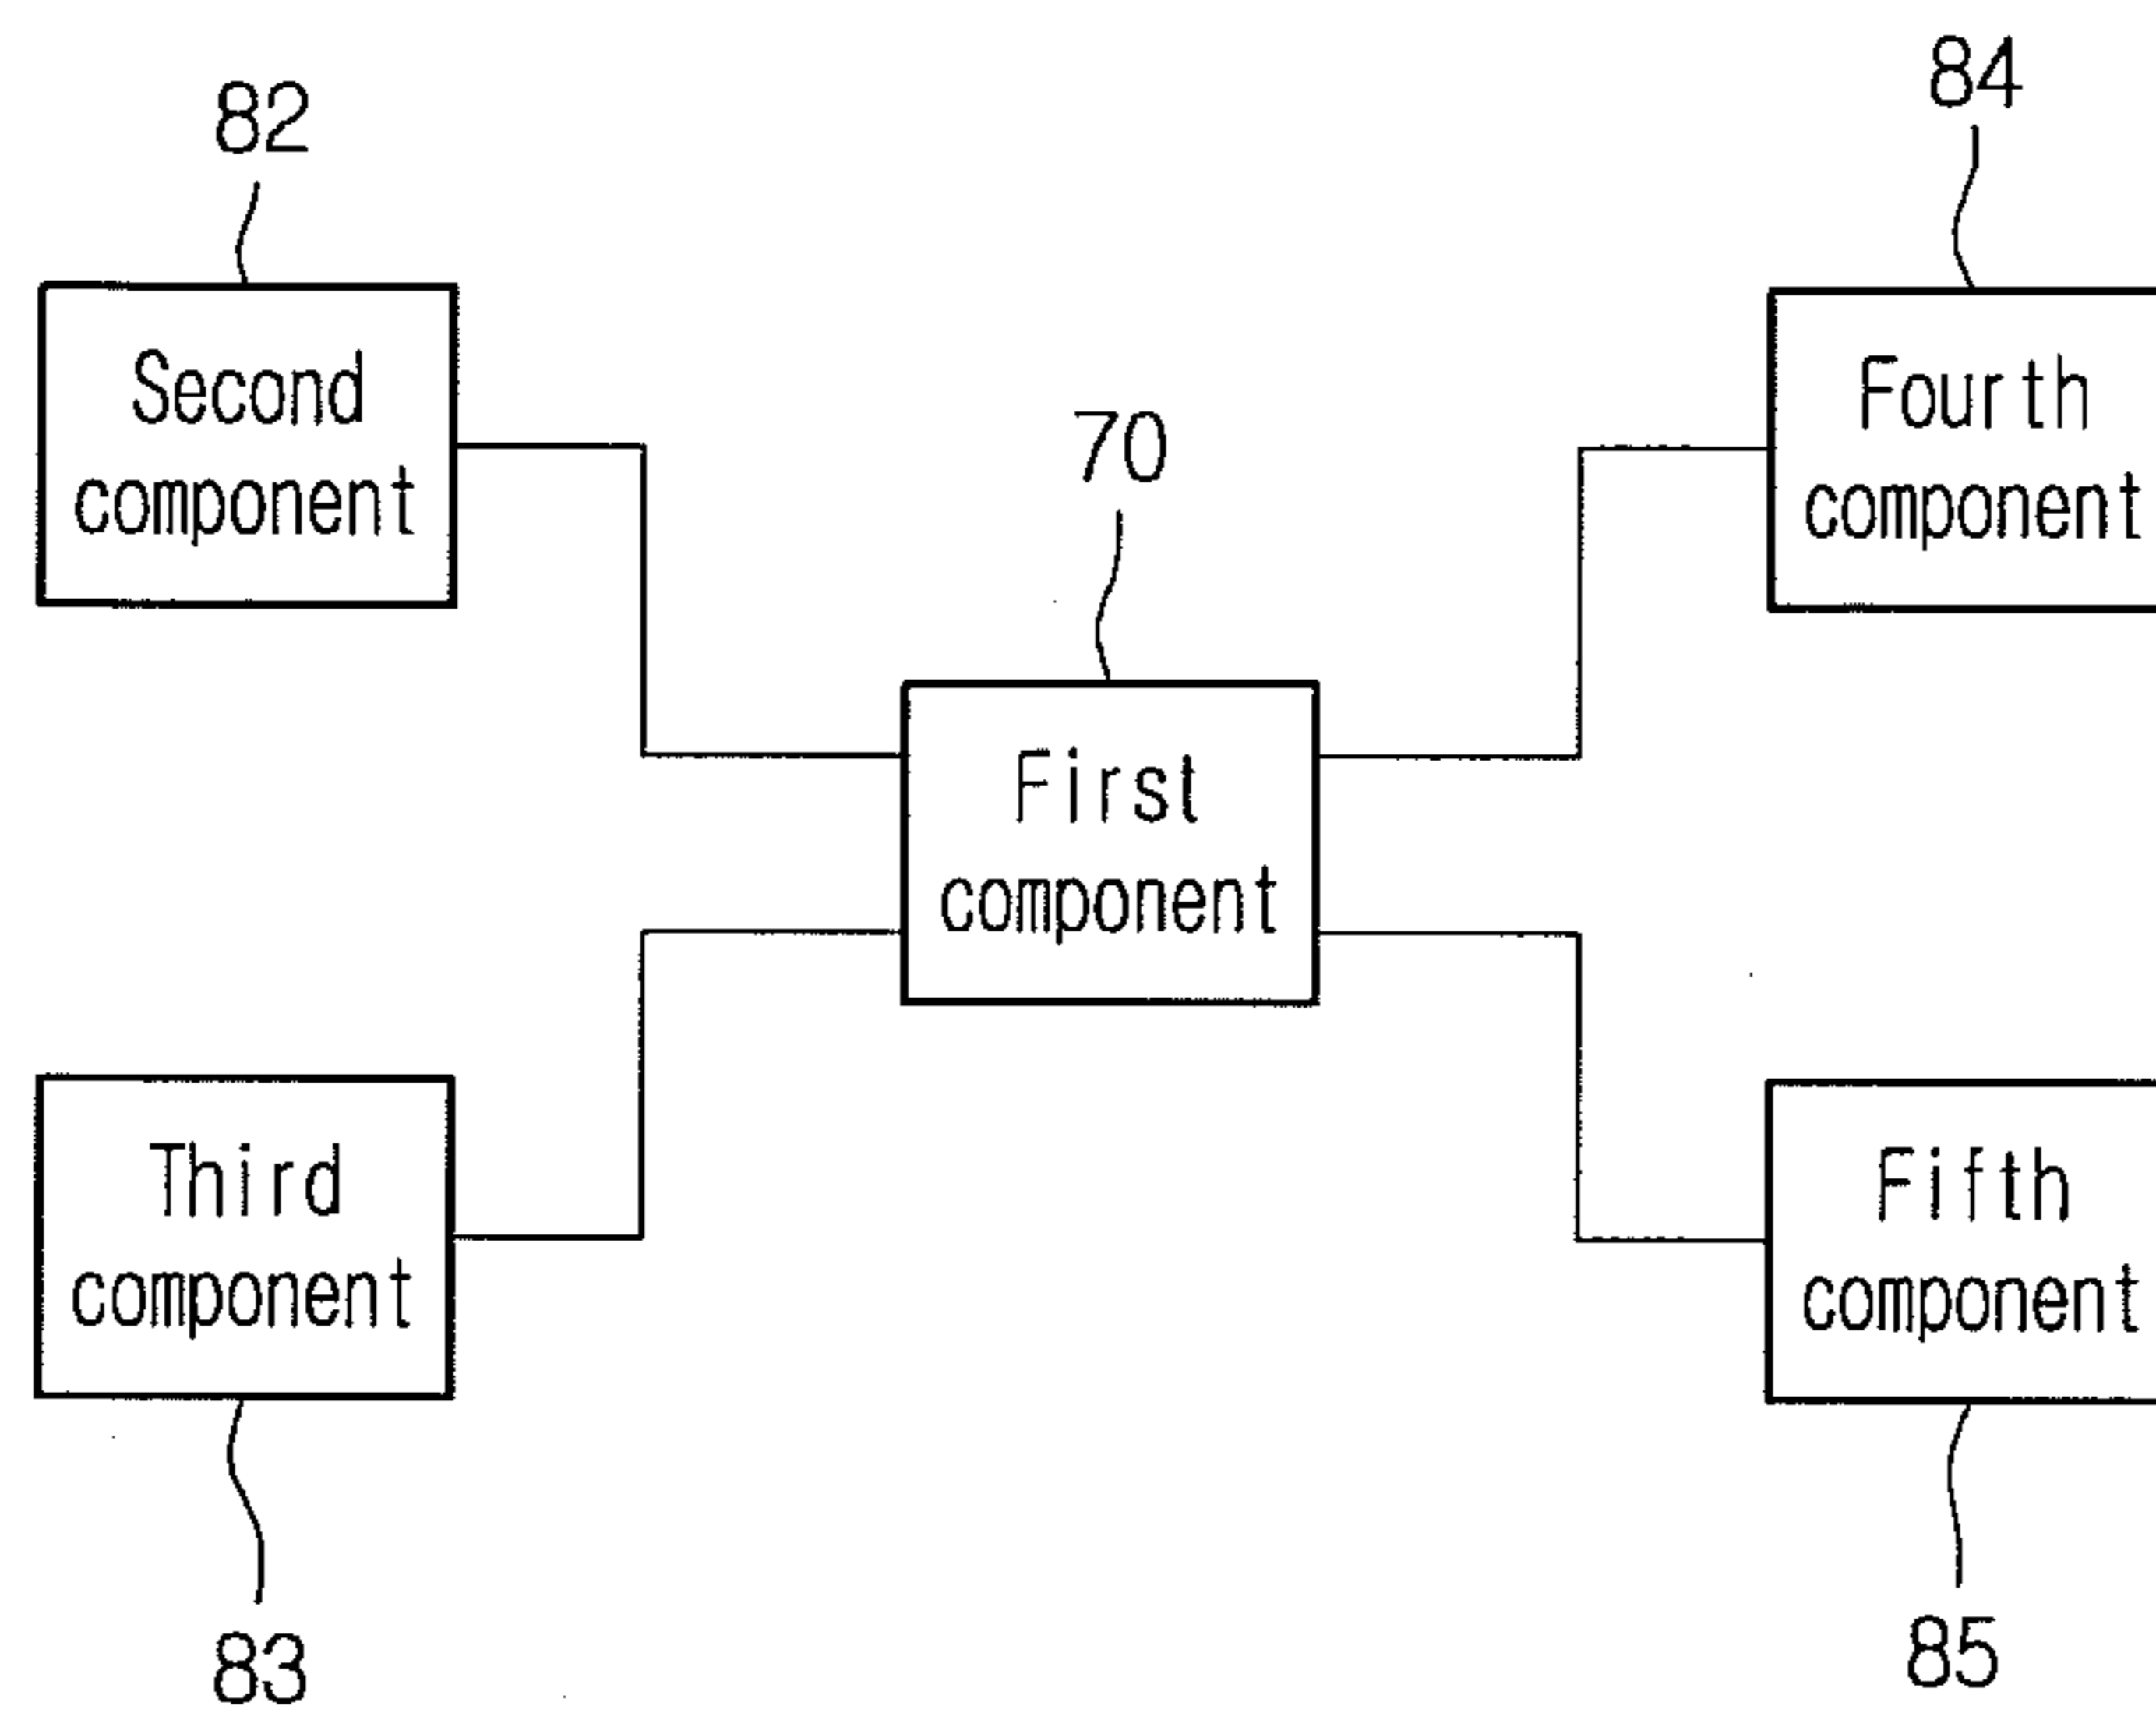 82
84
Second
component
Fourth
component
70
First
component
Third
component
Fifth
component
83
85